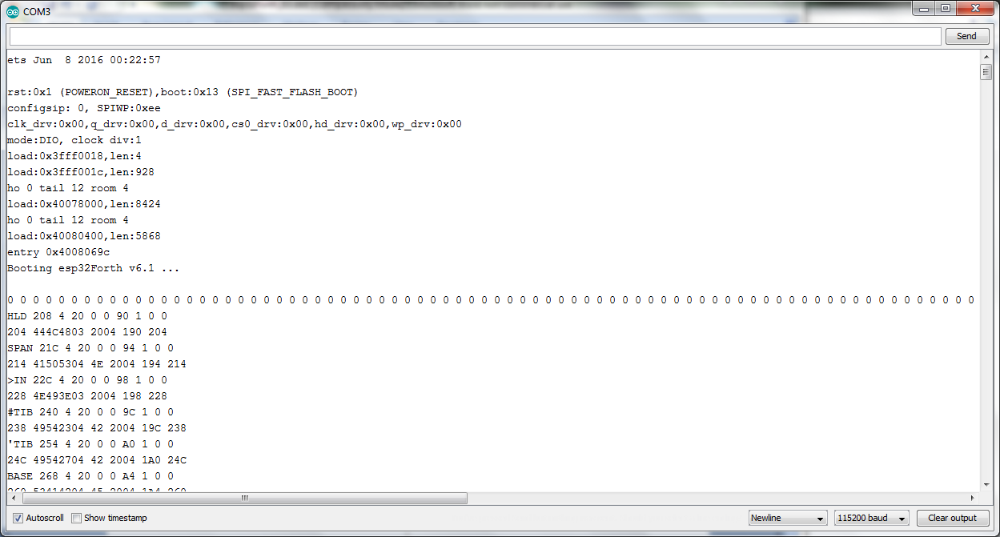 COM3
Send
ets Jun  8 2016 00:22:57
rst:0x1 (POWERON_RESET),boot:0x13 (SPI_FAST_FLASH_BOOT)
configsip: 0, SPIWP:0xee
clk_drv:0x00,q_drv:0x00,d_drv:0x00,cs0_drv:0x00,hd_drv:0x00,wp_drv:0x00
mode:DIO, clock div:1
load:0x3fff0018,len:4
load:0x3fff001c,len:928
ho 0 tail 12 room 4
load:0x40078000,len:8424
ho 0 tail 12 room 4
load:0x40080400,len:5868
entry 0x4008069c
Booting esp32Forth v6.1 ...
0 0 0 0 0 0 0 0 0 0 0 0 0 0 0 0 0 0 0 0 0 0 0 0 0 0 0 0 0 0 0 0 0 0 0 0 0 0 0 0 0 0 0 0 0 0 0 0 0 0 0 0 0 0 0 0 0 0 0 0 0 0 0 0 0 0 0 0 0 0 0 0 0 0 0 0
HLD 208 4 20 0 0 90 1 0 0
204 444C4803 2004 190 204
SPAN 21C 4 20 0 0 94 1 0 0
214 41505304 4E 2004 194 214
>IN 22C 4 20 0 0 98 1 0 0
228 4E493E03 2004 198 228
#TIB 240 4 20 0 0 9C 1 0 0
238 49542304 42 2004 19C 238
'TIB 254 4 20 0 0 A0 1 0 0
24C 49542704 42 2004 1A0 24C
BASE 268 4 20 0 0 A4 1 0 0
260 53414204 45 2004 1A4 260
Autoscroll Show timestamp Newline 115200 baud Clear output